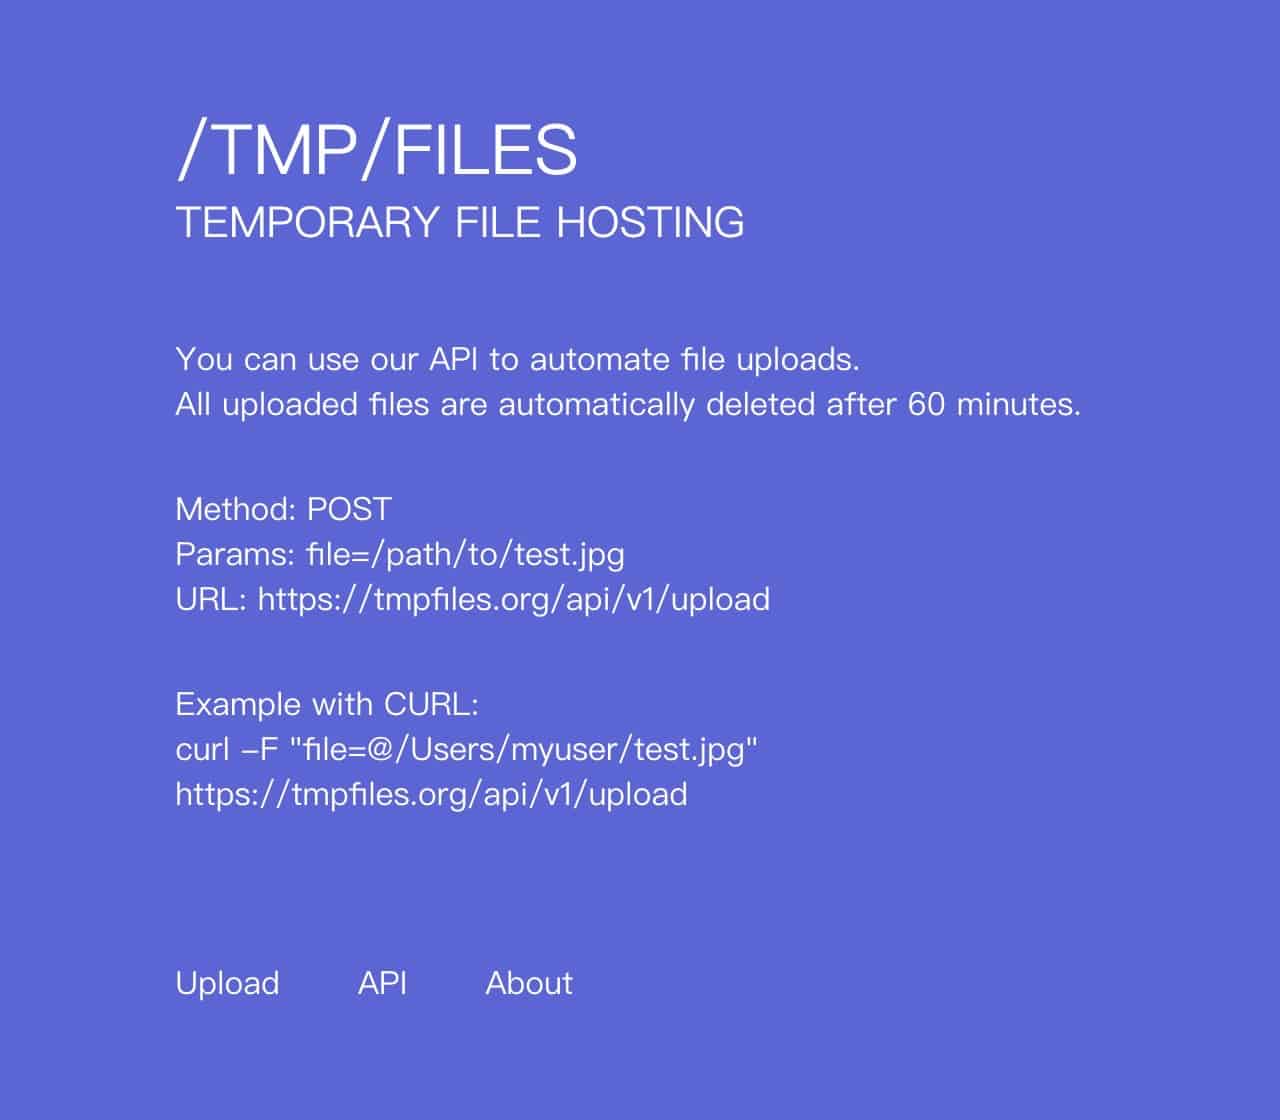 /TMP/FILES
TEMPORARY FILE HOSTING
You can use our API to automate file uploads.
All uploaded files are automatically deleted after 60 minutes.
Method: POST
Params: file=/path/to/test.jpg
URL: https://tmpfiles.org/api/v1/upload
Example with CURL:
curl -F "file=@/Users/myuser/test.jpg"
https://tmpfiles.org/api/v1/upload
Upload API About